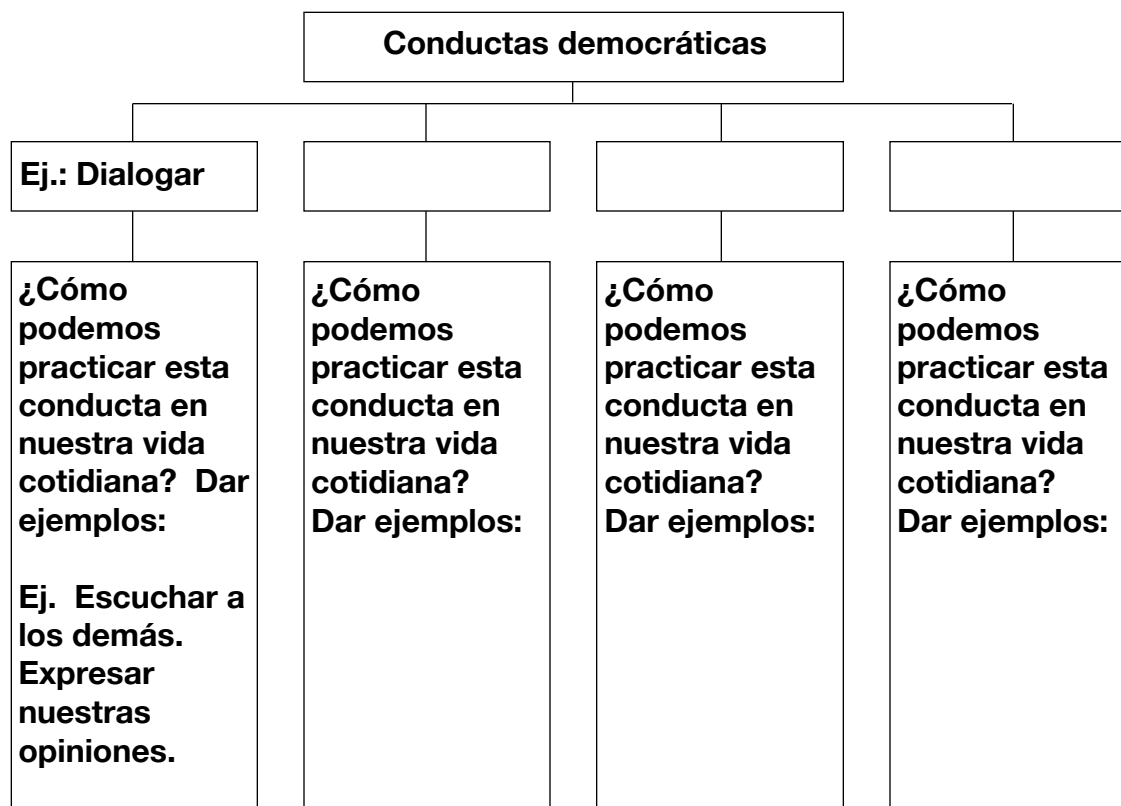 Conductas democráticas
Ej.: Dialogar
¿Cómo
podemos
practicar esta
conducta en
nuestra vida
cotidiana?  Dar
ejemplos:
Ej.  Escuchar a
los demás.
Expresar
nuestras
opiniones.
¿Cómo
podemos
practicar esta
conducta en
nuestra vida
cotidiana?
Dar ejemplos:
¿Cómo
podemos
practicar esta
conducta en
nuestra vida
cotidiana?
Dar ejemplos:
¿Cómo
podemos
practicar esta
conducta en
nuestra vida
cotidiana?
Dar ejemplos: